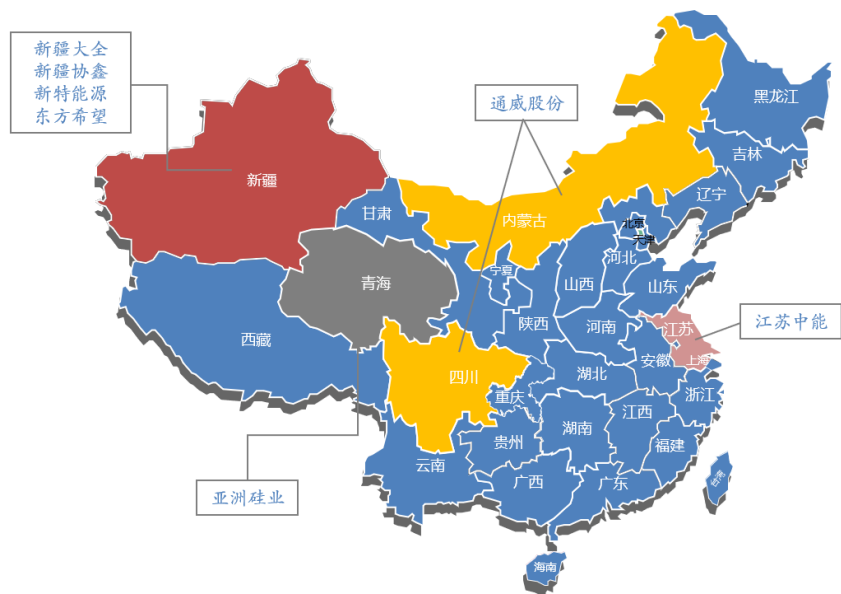 新疆大全
新疆协鑫
新特能源
东方希望
通威股份
黑龙江
吉林
辽宁
新疆
甘肃
内蒙古
北京
天津
河北
宁夏
山西
山东
青海
陕西
河南
江苏
江苏中能
西藏
安徽
上海
四川
湖北
重庆
浙江
江西
湖南
贵州
福建
云南
广西
广东
台湾
亚洲硅业
海南